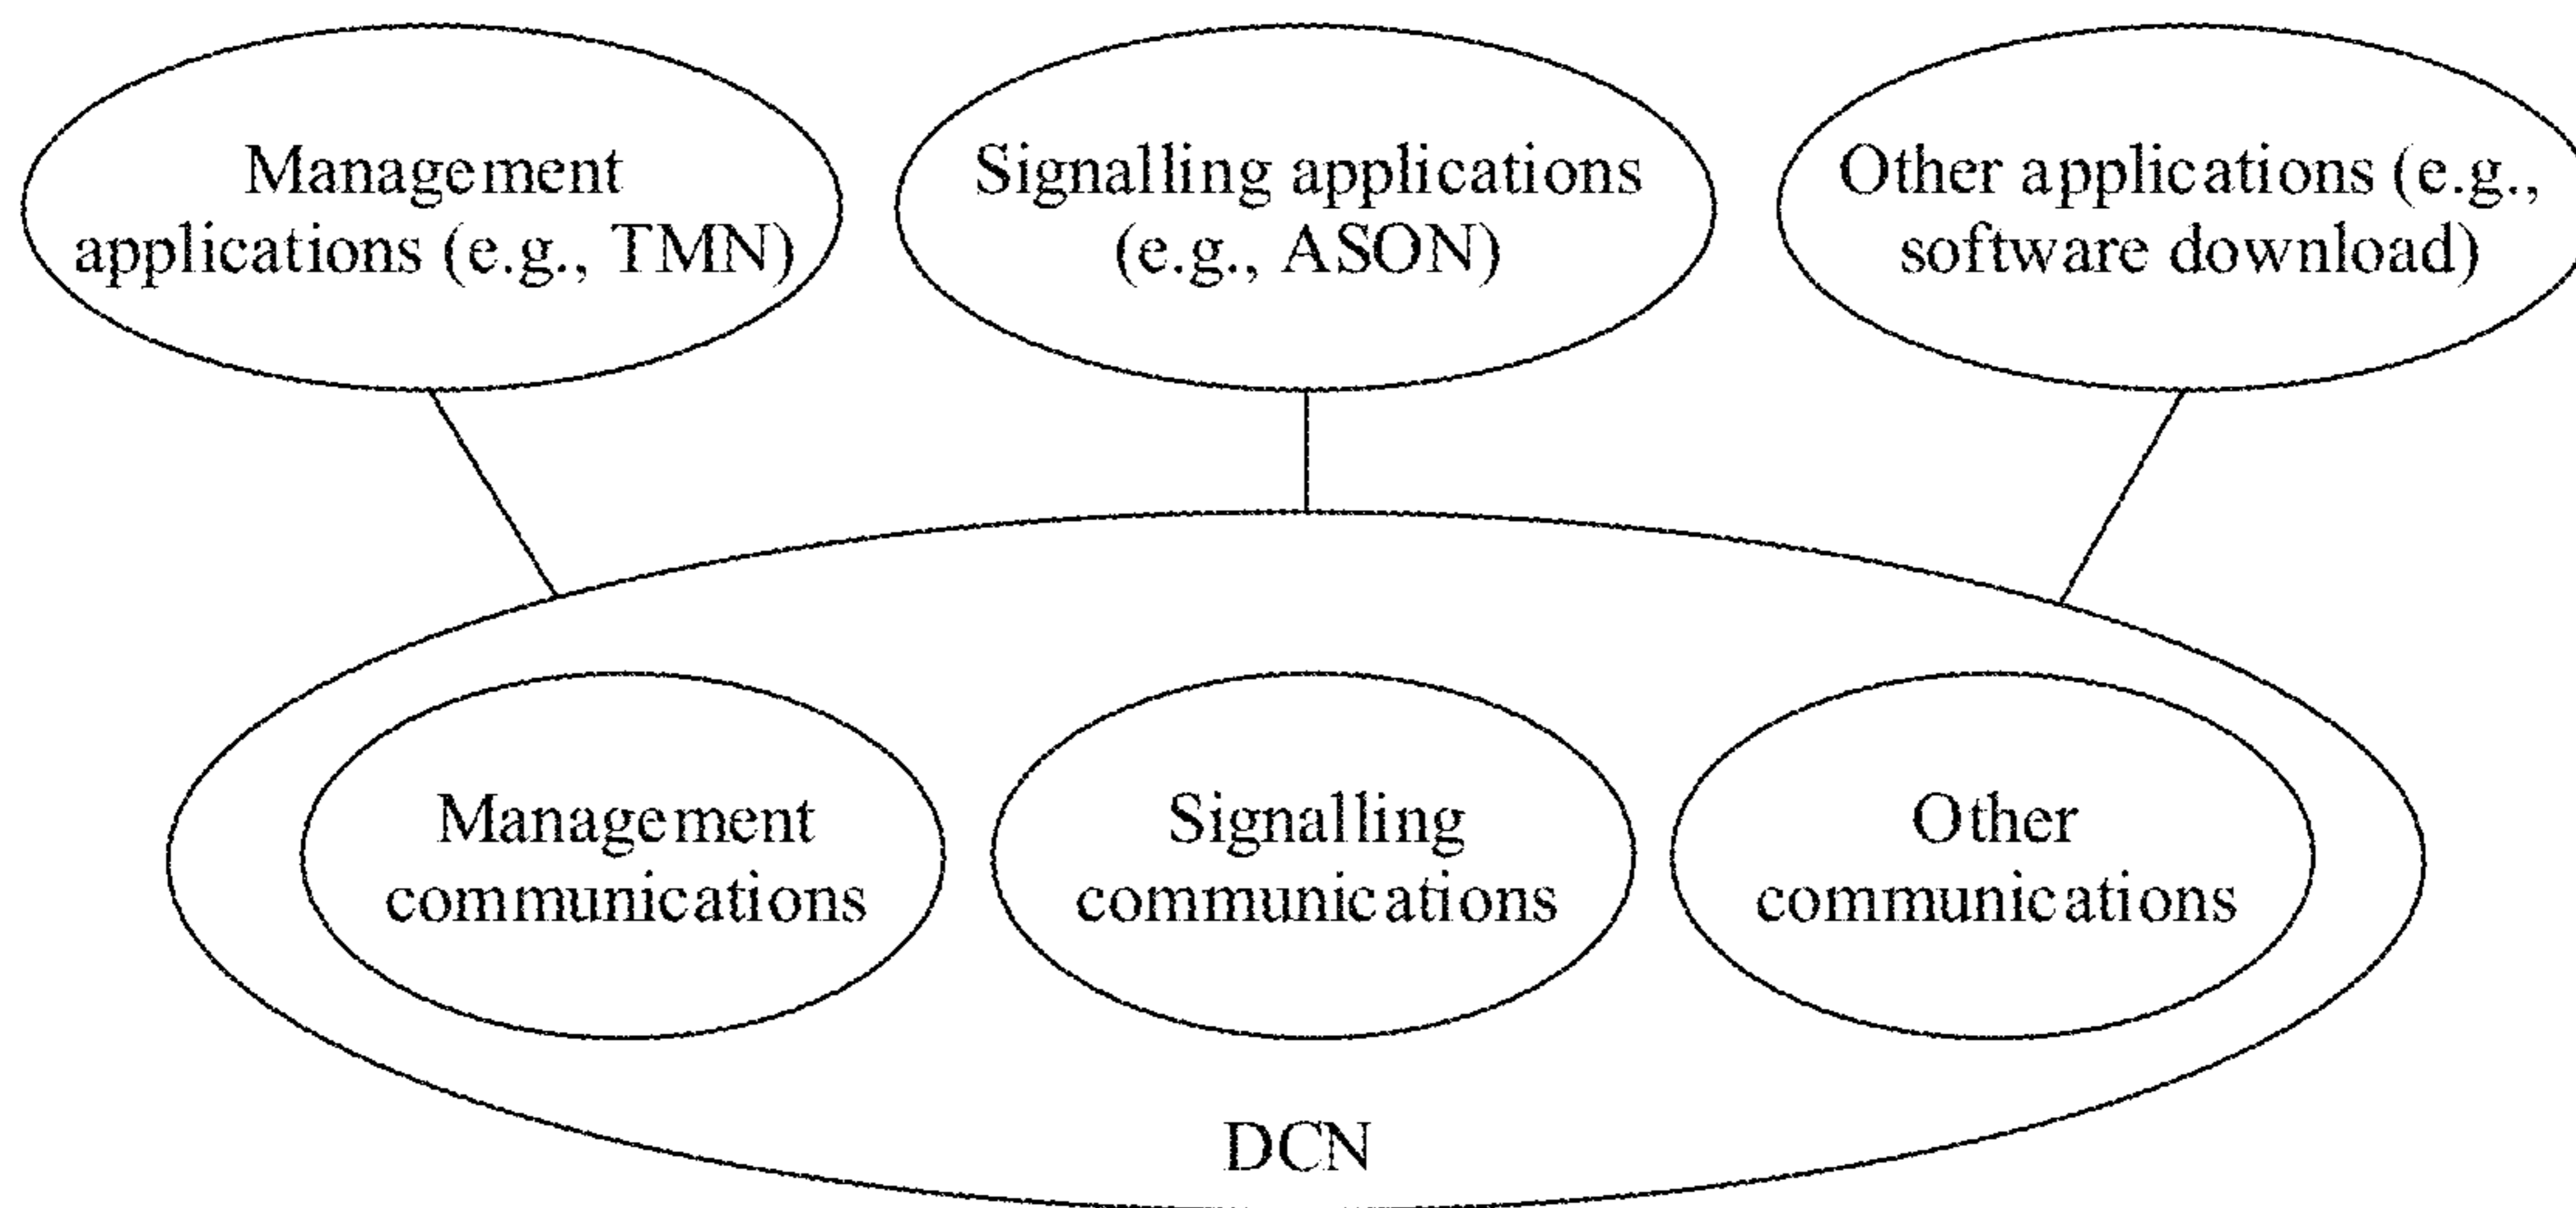 Management
applications (e.g., TMN)
Signalling applications
(e.g., ASON)
Other applications (e.g.,
software download)
Management
communications
Signalling
communications
Other
communications
DCN